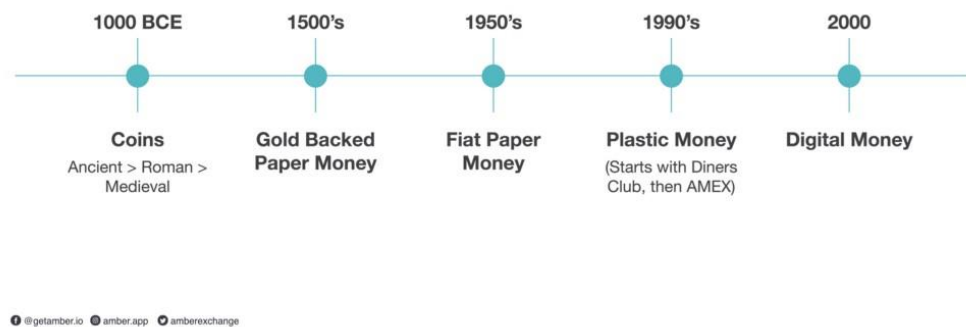 1000 BCE
1500's
1950's
1990's
2000
Coins
Ancient > Roman >
Medieval
Gold Backed
Paper Money
Fiat Paper
Money
Plastic Money
(Starts with Diners
Club, then AMEX)
Digital Money
@getamber.io
amber.app
amberexchange